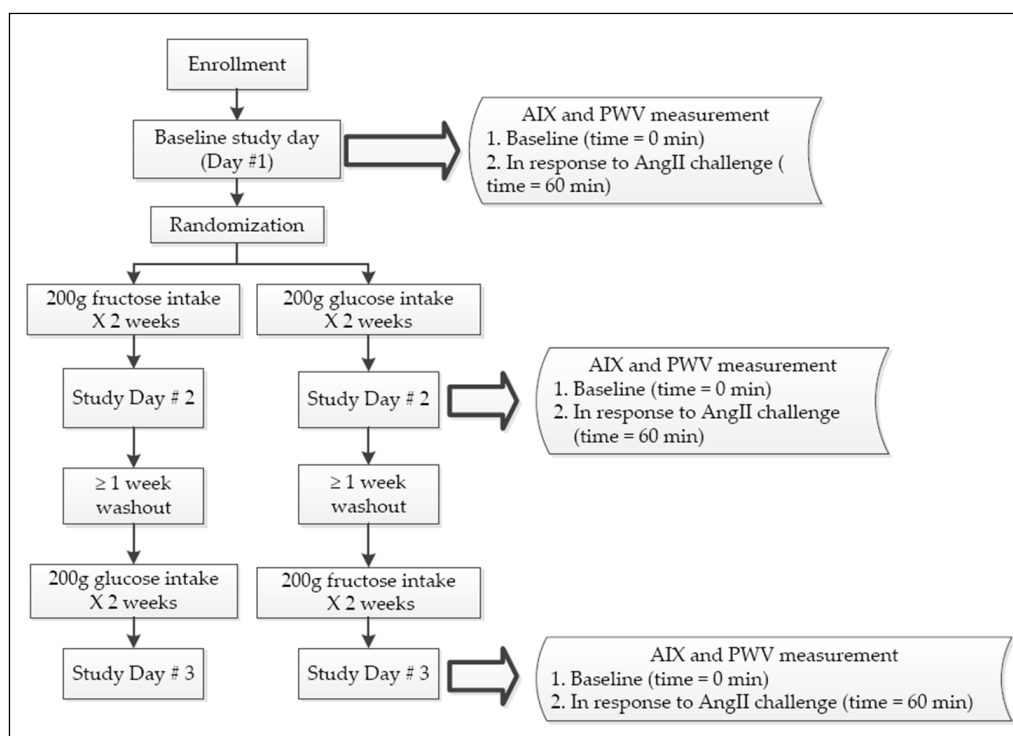 Enrollment
Baseline study day
(Day #1)
AIX and PWV measurement
1. Baseline (time = 0 min)
2. In response to AngII challenge (
time = 60 min)
Randomization
200g fructose intake
X 2 weeks
200g glucose intake
X 2 weeks
Study Day # 2
Study Day # 2
AIX and PWV measurement
1. Baseline (time = 0 min)
2. In response to AngII challenge
(time = 60 min)
≥ 1 week
washout
≥ 1 week
washout
200g glucose intake
X 2 weeks
200g fructose intake
X 2 weeks
Study Day # 3
Study Day # 3
AIX and PWV measurement
1. Baseline (time = 0 min)
2. In response to AngII challenge (time = 60 min)